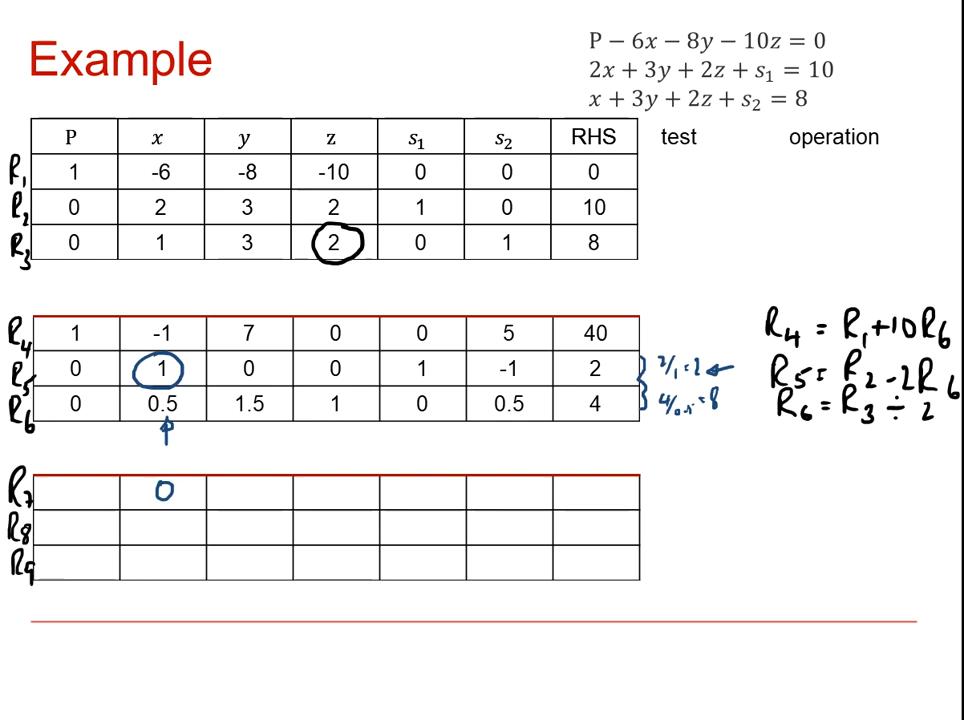 Example
P − 6x − 8y − 10z = 0
2x + 3y + 2z + s₁ = 10
x + 3y + 2z + s₂ = 8
P x y z s₁ s₂ RHS test operation
R₁ 1 -6 -8 -10 0 0 0
R₂ 0 2 3 2 1 0 10
R₃ 0 1 3 2 0 1 8
R₄ 1 -1 7 0 0 5 40 R₄ = R₁+10R₆
R₅ 0 1 0 0 1 -1 2 2/1=2 R₅= R₂-2R₆
R₆ 0 0.5 1.5 1 0 0.5 4 4/0.5=8 R₆=R₃÷2
R₇ 0
R₈
R₉